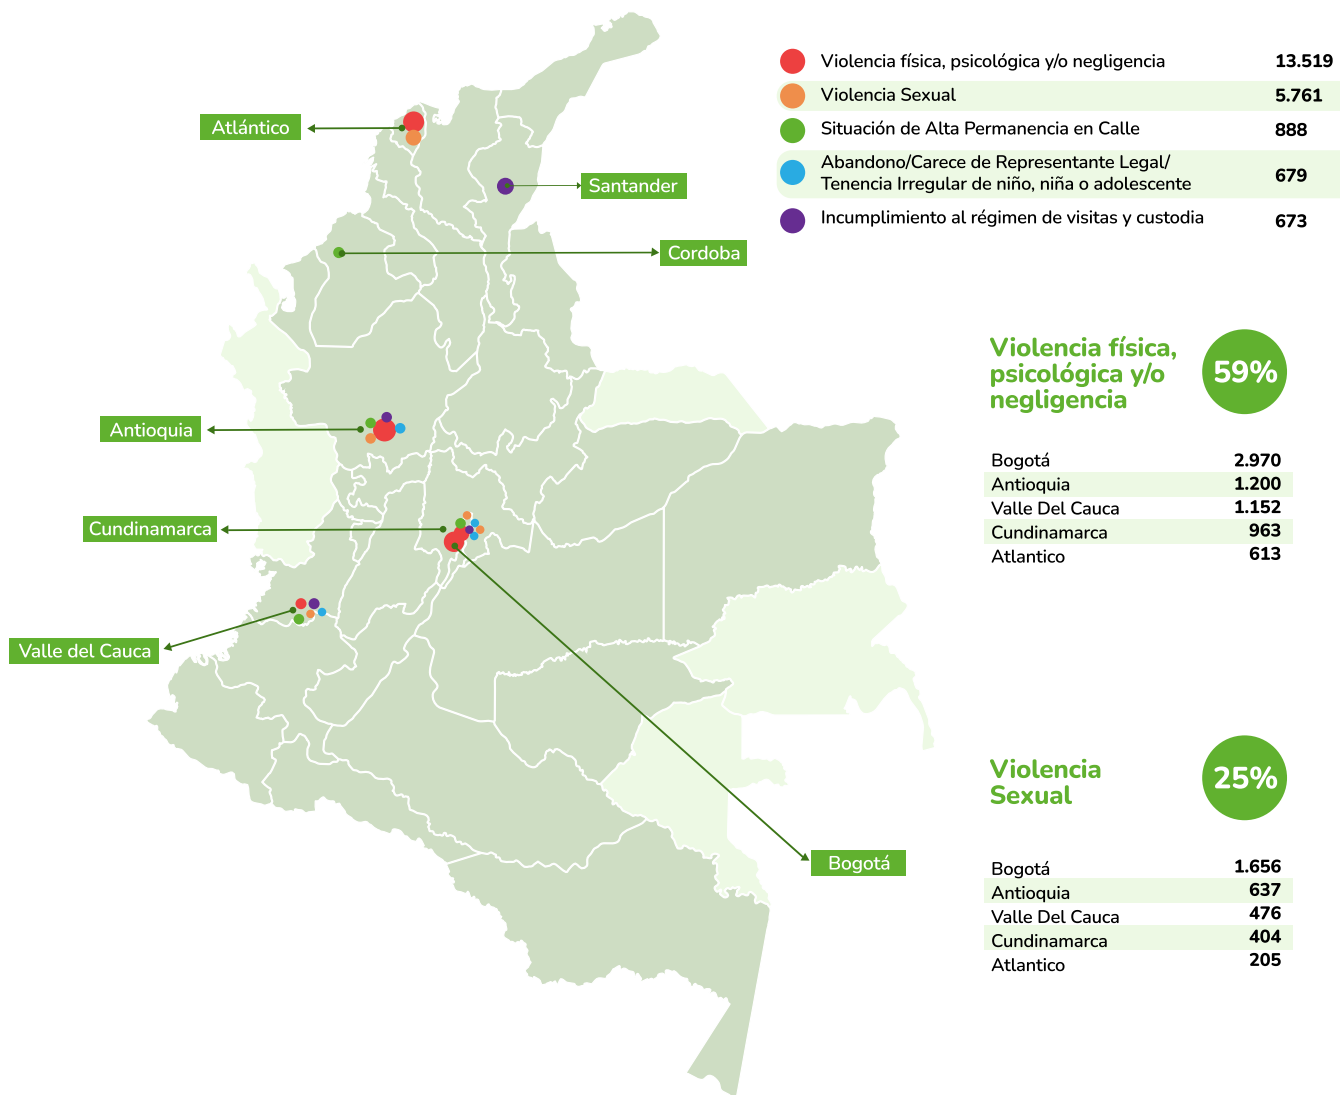 Violencia física, psicológica y/o negligencia 13.519
Violencia Sexual 5.761
Situación de Alta Permanencia en Calle 888
Abandono/Carece de Representante Legal/
Tenencia Irregular de niño, niña o adolescente 679
Incumplimiento al régimen de visitas y custodia 673
Atlántico
Santander
Cordoba
Antioquia
Cundinamarca
Valle del Cauca
Bogotá
Violencia física,
psicológica y/o
negligencia
59%
Bogotá 2.970
Antioquia 1.200
Valle Del Cauca 1.152
Cundinamarca 963
Atlantico 613
Violencia
Sexual
25%
Bogotá 1.656
Antioquia 637
Valle Del Cauca 476
Cundinamarca 404
Atlantico 205